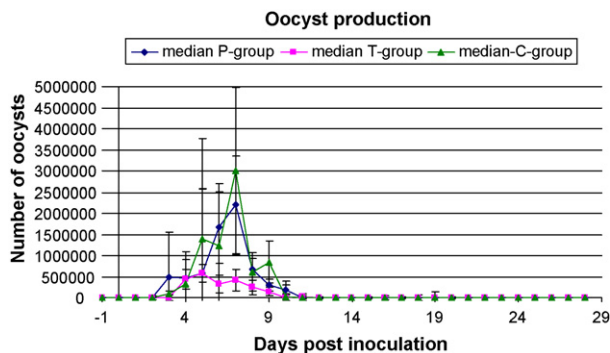 Oocyst production
median P-group median T-group median-C-group
5000000
4500000
4000000
3500000
3000000
2500000
2000000
1500000
1000000
500000
0
Number of oocysts
-1 4 9 14 19 24 29
Days post inoculation